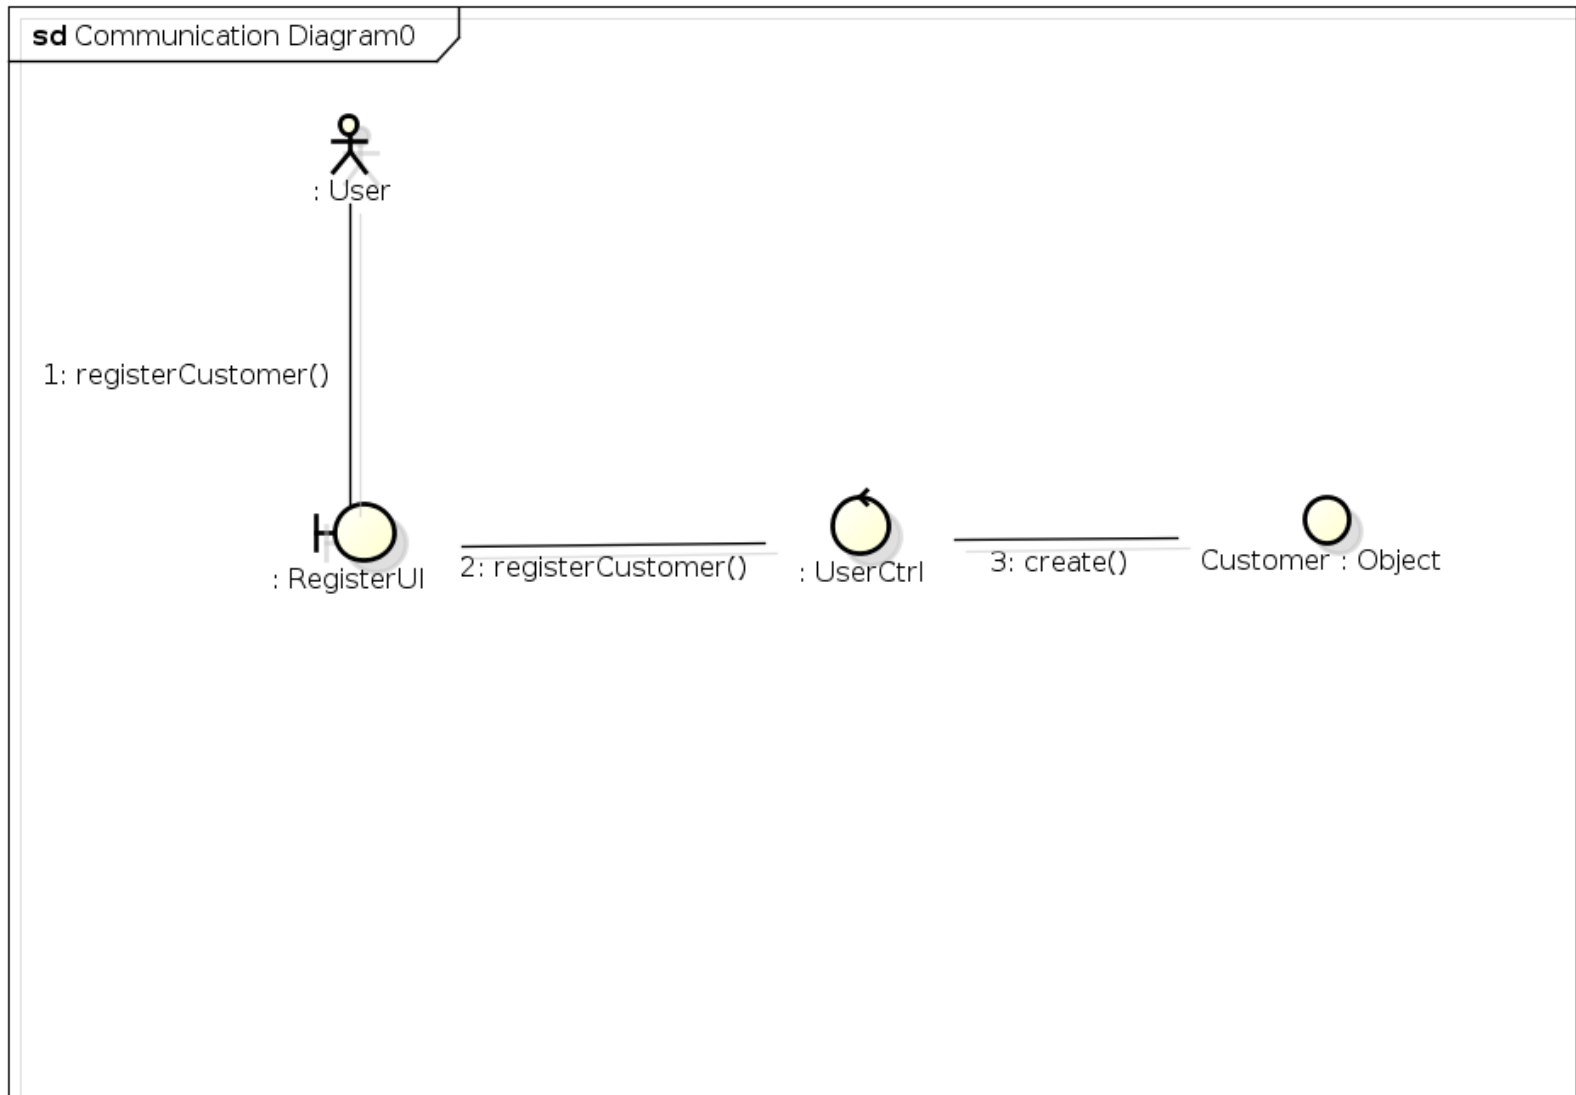 sd Communication Diagram0
: User
1: registerCustomer()
: RegisterUI
2: registerCustomer()
: UserCtrl
3: create()
Customer : Object